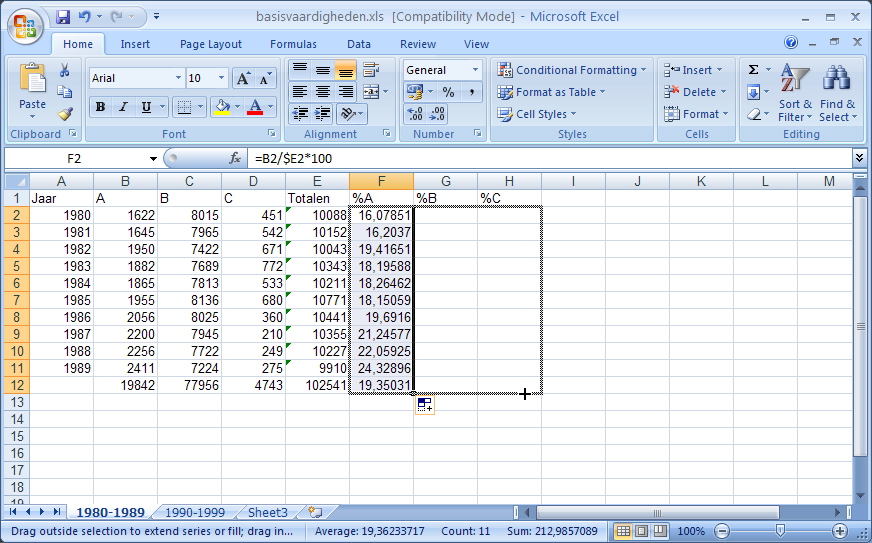 basisvaardigheden.xls [Compatibility Mode] - Microsoft Excel
Home Insert Page Layout Formulas Data Review View
Paste
Clipboard
Arial 10
B I U
Font
Alignment
General
% ,
Number
Conditional Formatting
Format as Table
Cell Styles
Styles
Insert
Delete
Format
Cells
Σ
Sort & Filter
Find & Select
Editing
F2 fx =B2/$E2*100
A B C D E F G H I J K L M
1 Jaar A B C Totalen %A %B %C
2 1980 1622 8015 451 10088 16,07851
3 1981 1645 7965 542 10152 16,2037
4 1982 1950 7422 671 10043 19,41651
5 1983 1882 7689 772 10343 18,19588
6 1984 1865 7813 533 10211 18,26462
7 1985 1955 8136 680 10771 18,15059
8 1986 2056 8025 360 10441 19,6916
9 1987 2200 7945 210 10355 21,24577
10 1988 2256 7722 249 10227 22,05925
11 1989 2411 7224 275 9910 24,32896
12 19842 77956 4743 102541 19,35031
13
14
15
16
17
18
19
1980-1989 1990-1999 Sheet3
Drag outside selection to extend series or fill; drag in... Average: 19,36233717 Count: 11 Sum: 212,9857089 100%